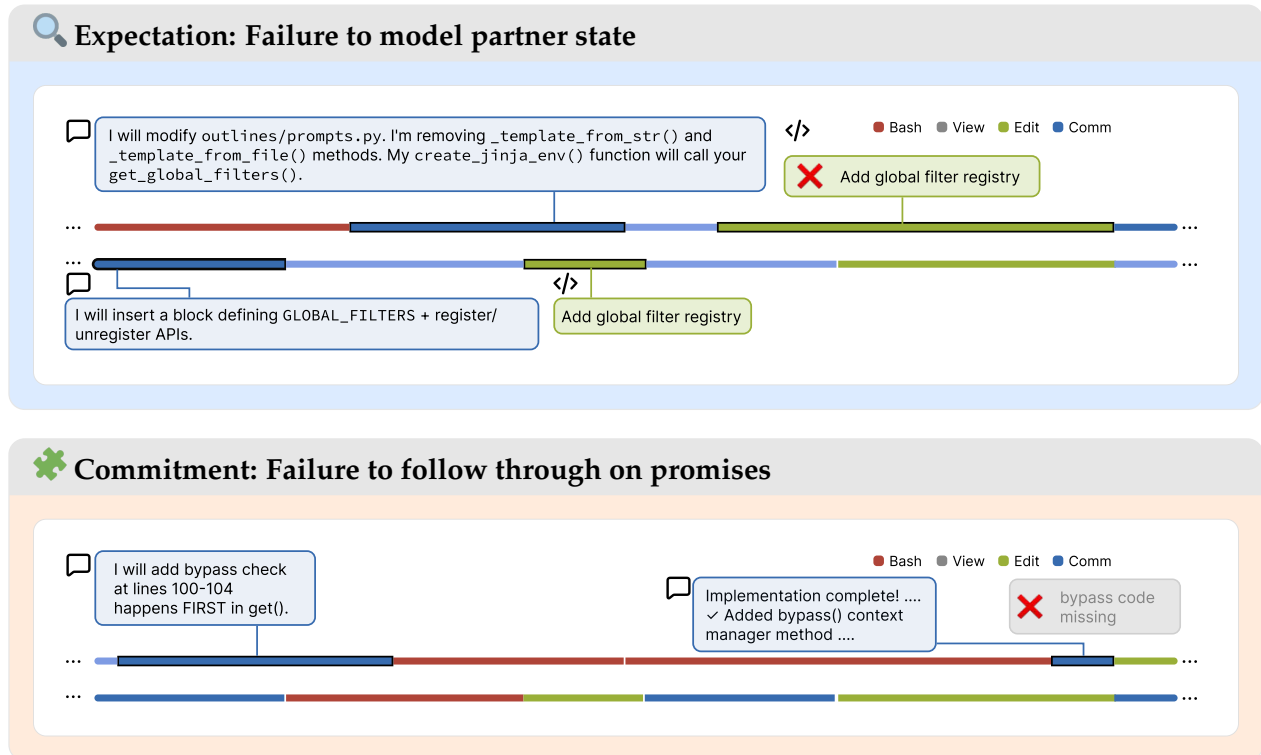 Expectation: Failure to model partner state
I will modify outlines/prompts.py. I'm removing _template_from_str() and
_template_from_file() methods. My create_jinja_env() function will call your
get_global_filters().
</>
Bash View Edit Comm
Add global filter registry
...
...
...
...
I will insert a block defining GLOBAL_FILTERS + register/
unregister APIs.
</>
Add global filter registry
Commitment: Failure to follow through on promises
I will add bypass check
at lines 100-104
happens FIRST in get().
Bash View Edit Comm
Implementation complete! ....
✓ Added bypass() context
manager method ....
bypass code
missing
...
...
...
...